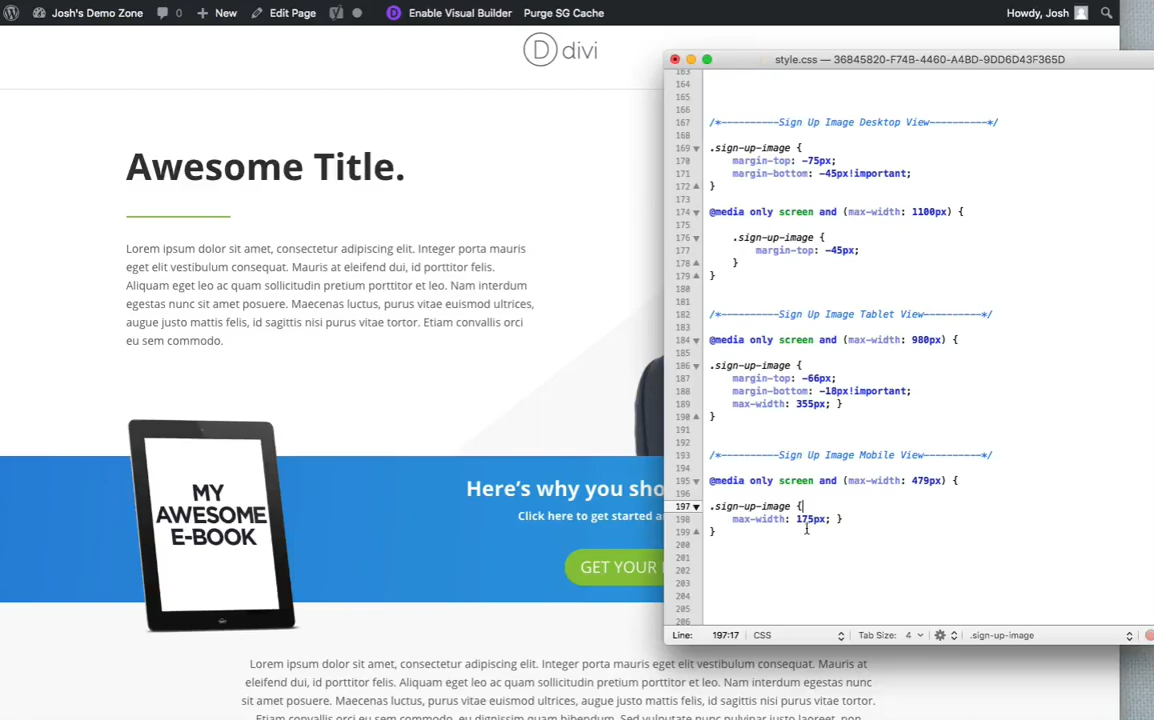 Josh's Demo Zone 0 New Edit Page Enable Visual Builder Purge SG Cache Howdy, Josh
D divi
Awesome Title.
Lorem ipsum dolor sit amet, consectetur adipiscing elit. Integer porta mauris
eget elit vestibulum consequat. Mauris at eleifend dui, id porttitor felis.
Aliquam eget leo ac quam sollicitudin pretium porttitor et leo. Nam interdum
egestas nunc sit amet posuere. Maecenas luctus, purus vitae euismod ultrices,
augue justo mattis felis, id sagittis nisi purus vitae tortor. Etiam convallis orci
eu sem commodo.
MY
AWESOME
E-BOOK
Here's why you sho
Click here to get started a
GET YOUR
Lorem ipsum dolor sit amet, consectetur adipiscing elit. Integer porta mauris at
eget elit vestibulum consequat. Mauris at eleifend dui, id porttitor felis. Aliquam
eget leo ac quam sollicitudin pretium porttitor et leo. Nam interdum egestas nunc
sit amet posuere. Maecenas luctus, purus vitae euismod ultrices, augue justo
style.css — 36845820-F74B-4460-A4BD-9DD6D43F365D
163
164
165
166
167 /*----------Sign Up Image Desktop View----------*/
168
169 .sign-up-image {
170 margin-top: -75px;
171 margin-bottom: -45px!important;
172 }
173
174 @media only screen and (max-width: 1100px) {
175
176 .sign-up-image {
177 margin-top: -45px;
178 }
179 }
180
181
182 /*----------Sign Up Image Tablet View----------*/
183
184 @media only screen and (max-width: 980px) {
185
186 .sign-up-image {
187 margin-top: -66px;
188 margin-bottom: -18px!important;
189 max-width: 355px; }
190 }
191
192
193 /*----------Sign Up Image Mobile View----------*/
194
195 @media only screen and (max-width: 479px) {
196
197 .sign-up-image {
198 max-width: 175px; }
199 }
200
201
202
203
204
205
206
Line: 197:17 CSS Tab Size: 4 .sign-up-image